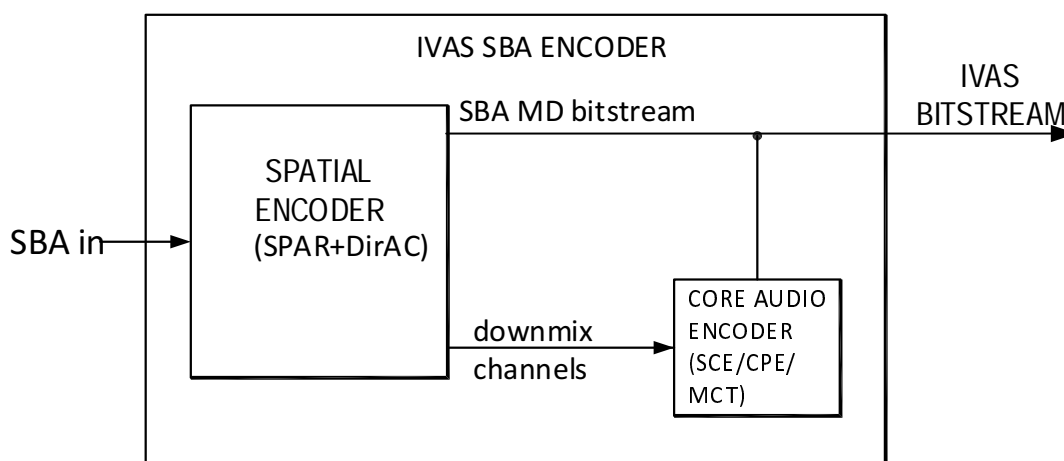 IVAS SBA ENCODER
IVAS
BITSTREAM
SBA MD bitstream
SPATIAL
ENCODER
(SPAR+DirAC)
SBA in
CORE AUDIO
ENCODER
(SCE/CPE/
MCT)
downmix
channels